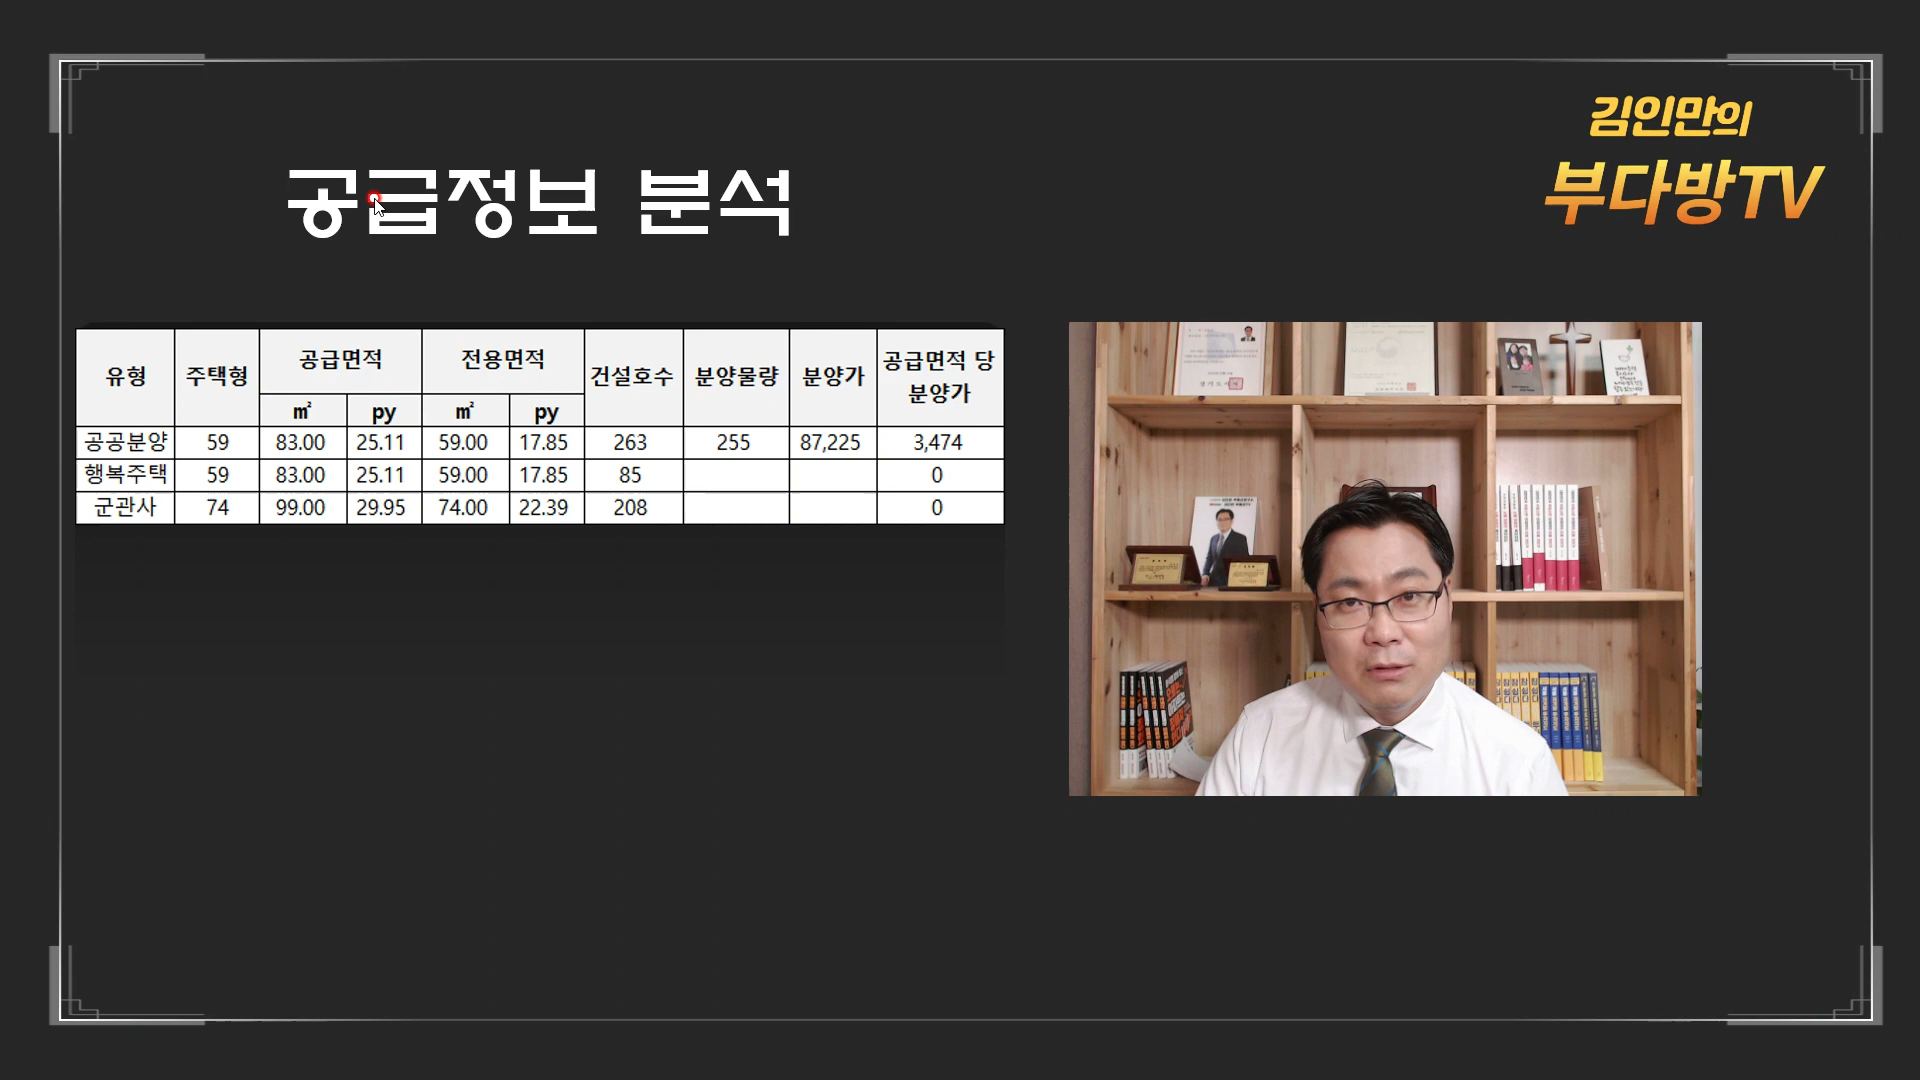 김인만의
부다방TV
공급정보 분석
유형 주택형 공급면적 전용면적 건설호수 분양물량 분양가 공급면적 당 분양가
㎡ py ㎡ py
공공분양 59 83.00 25.11 59.00 17.85 263 255 87,225 3,474
행복주택 59 83.00 25.11 59.00 17.85 85 0
군관사 74 99.00 29.95 74.00 22.39 208 0